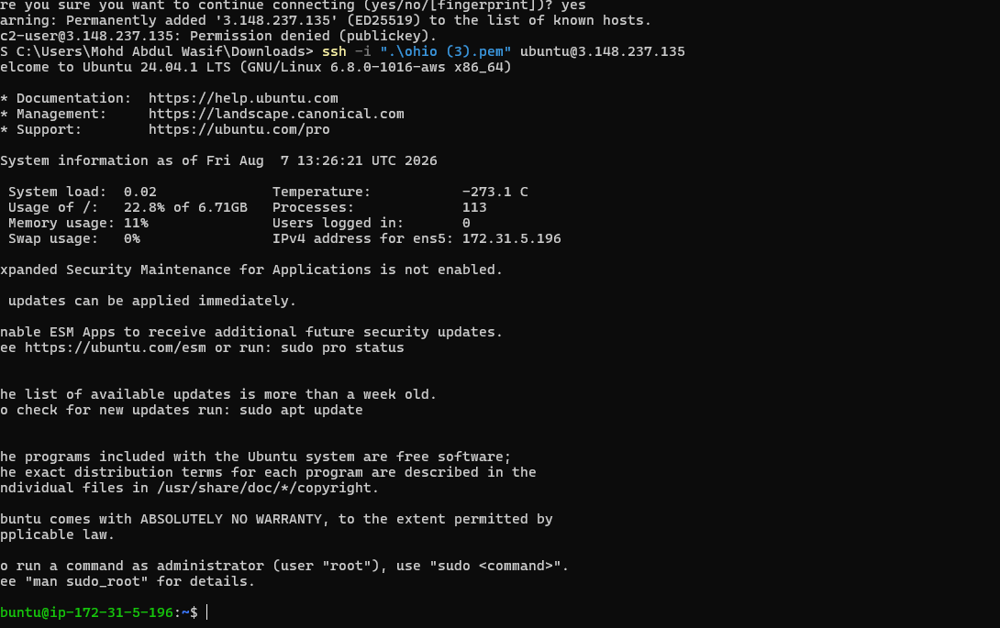 re you sure you want to continue connecting (yes/no/[fingerprint])? yes
arning: Permanently added '3.148.237.135' (ED25519) to the list of known hosts.
c2-user@3.148.237.135: Permission denied (publickey).
S C:\Users\Mohd Abdul Wasif\Downloads> ssh -i ".\ohio (3).pem" ubuntu@3.148.237.135
elcome to Ubuntu 24.04.1 LTS (GNU/Linux 6.8.0-1016-aws x86_64)
* Documentation:  https://help.ubuntu.com
* Management:     https://landscape.canonical.com
* Support:        https://ubuntu.com/pro
System information as of Fri Aug  7 13:26:21 UTC 2026
System load:  0.02              Temperature:           -273.1 C
Usage of /:   22.8% of 6.71GB   Processes:             113
Memory usage: 11%               Users logged in:       0
Swap usage:   0%                IPv4 address for ens5: 172.31.5.196
xpanded Security Maintenance for Applications is not enabled.
updates can be applied immediately.
nable ESM Apps to receive additional future security updates.
ee https://ubuntu.com/esm or run: sudo pro status
he list of available updates is more than a week old.
o check for new updates run: sudo apt update
he programs included with the Ubuntu system are free software;
he exact distribution terms for each program are described in the
ndividual files in /usr/share/doc/*/copyright.
buntu comes with ABSOLUTELY NO WARRANTY, to the extent permitted by
pplicable law.
o run a command as administrator (user "root"), use "sudo <command>".
ee "man sudo_root" for details.
buntu@ip-172-31-5-196:~$